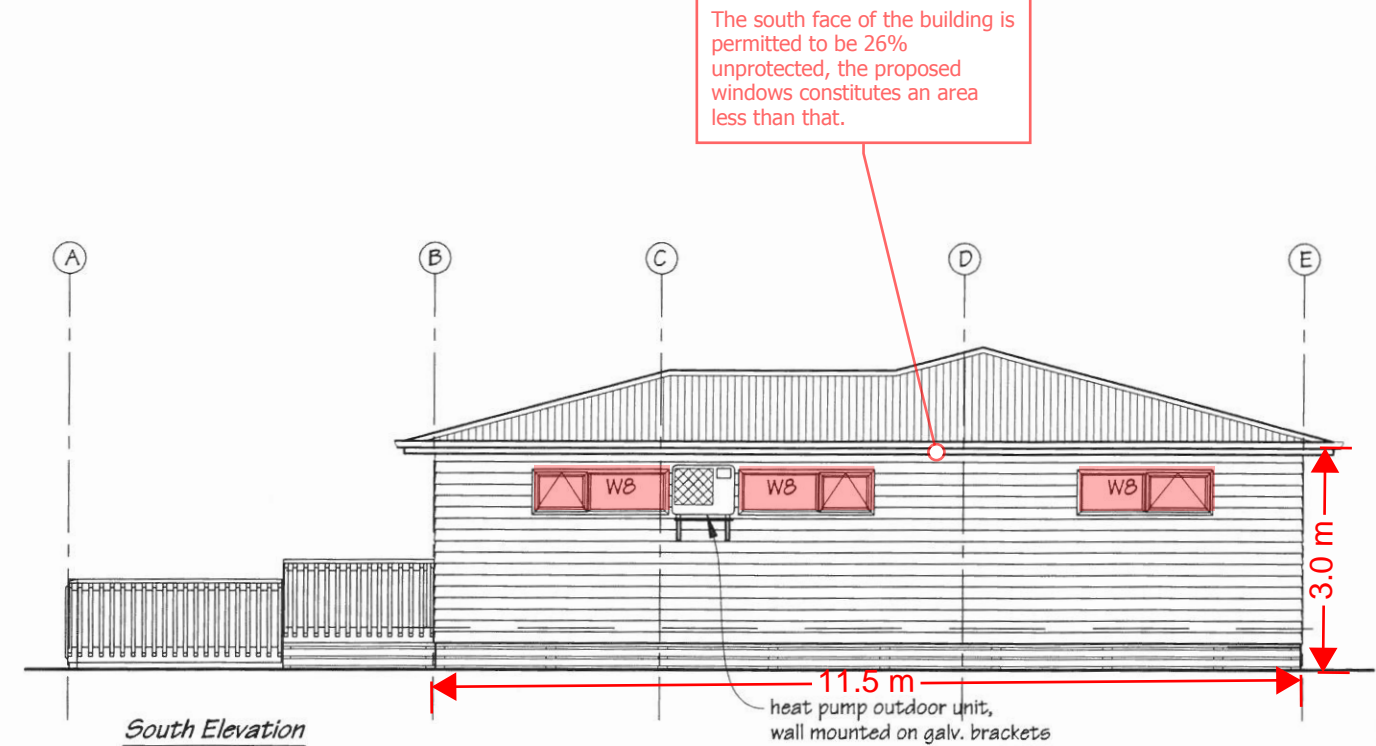 The south face of the building is
permitted to be 26%
unprotected, the proposed
windows constitutes an area
less than that.
A
B
C
D
E
W8
W8
W8
3.0 m
11.5 m
heat pump outdoor unit,
wall mounted on galv. brackets
South Elevation